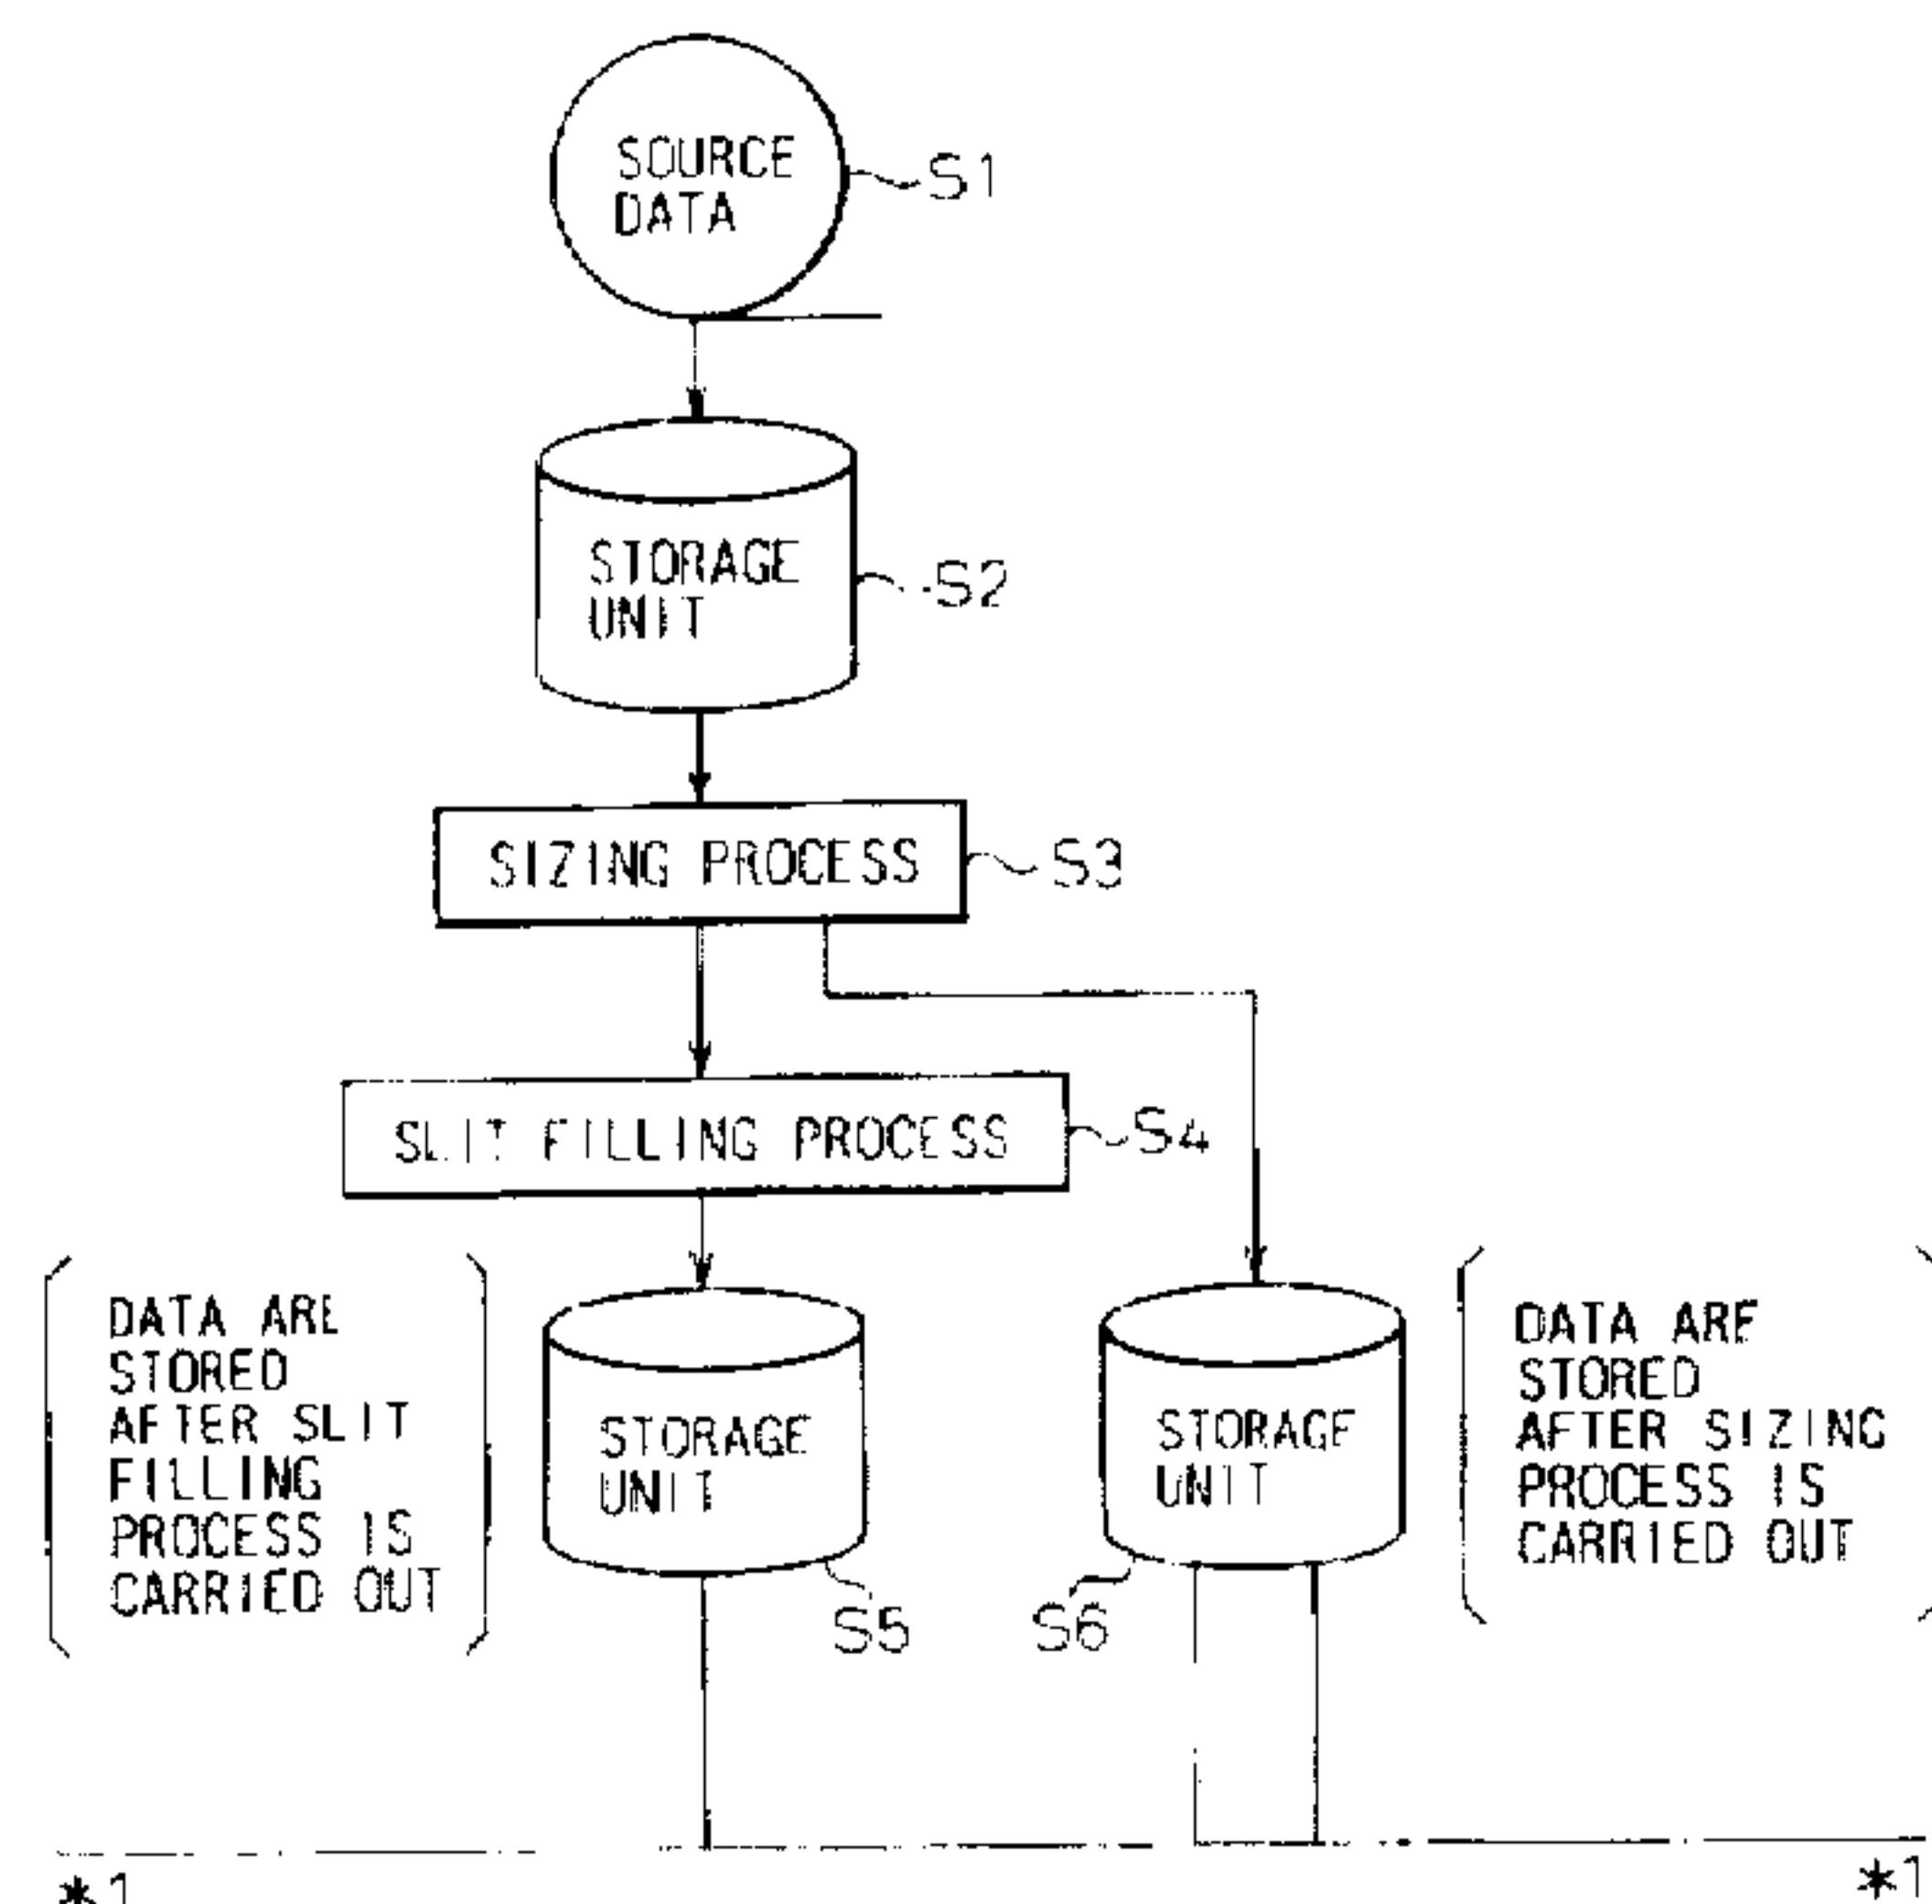 SOURCE
DATA
S1
STORAGE
UNIT
S2
SIZING PROCESS
S3
SLIT FILLING PROCESS
S4
DATA ARE
STORED
AFTER SLIT
FILLING
PROCESS IS
CARRIED OUT
STORAGE
UNIT
S5
STORAGE
UNIT
S6
DATA ARE
STORED
AFTER SIZING
PROCESS IS
CARRIED OUT
*1
*1